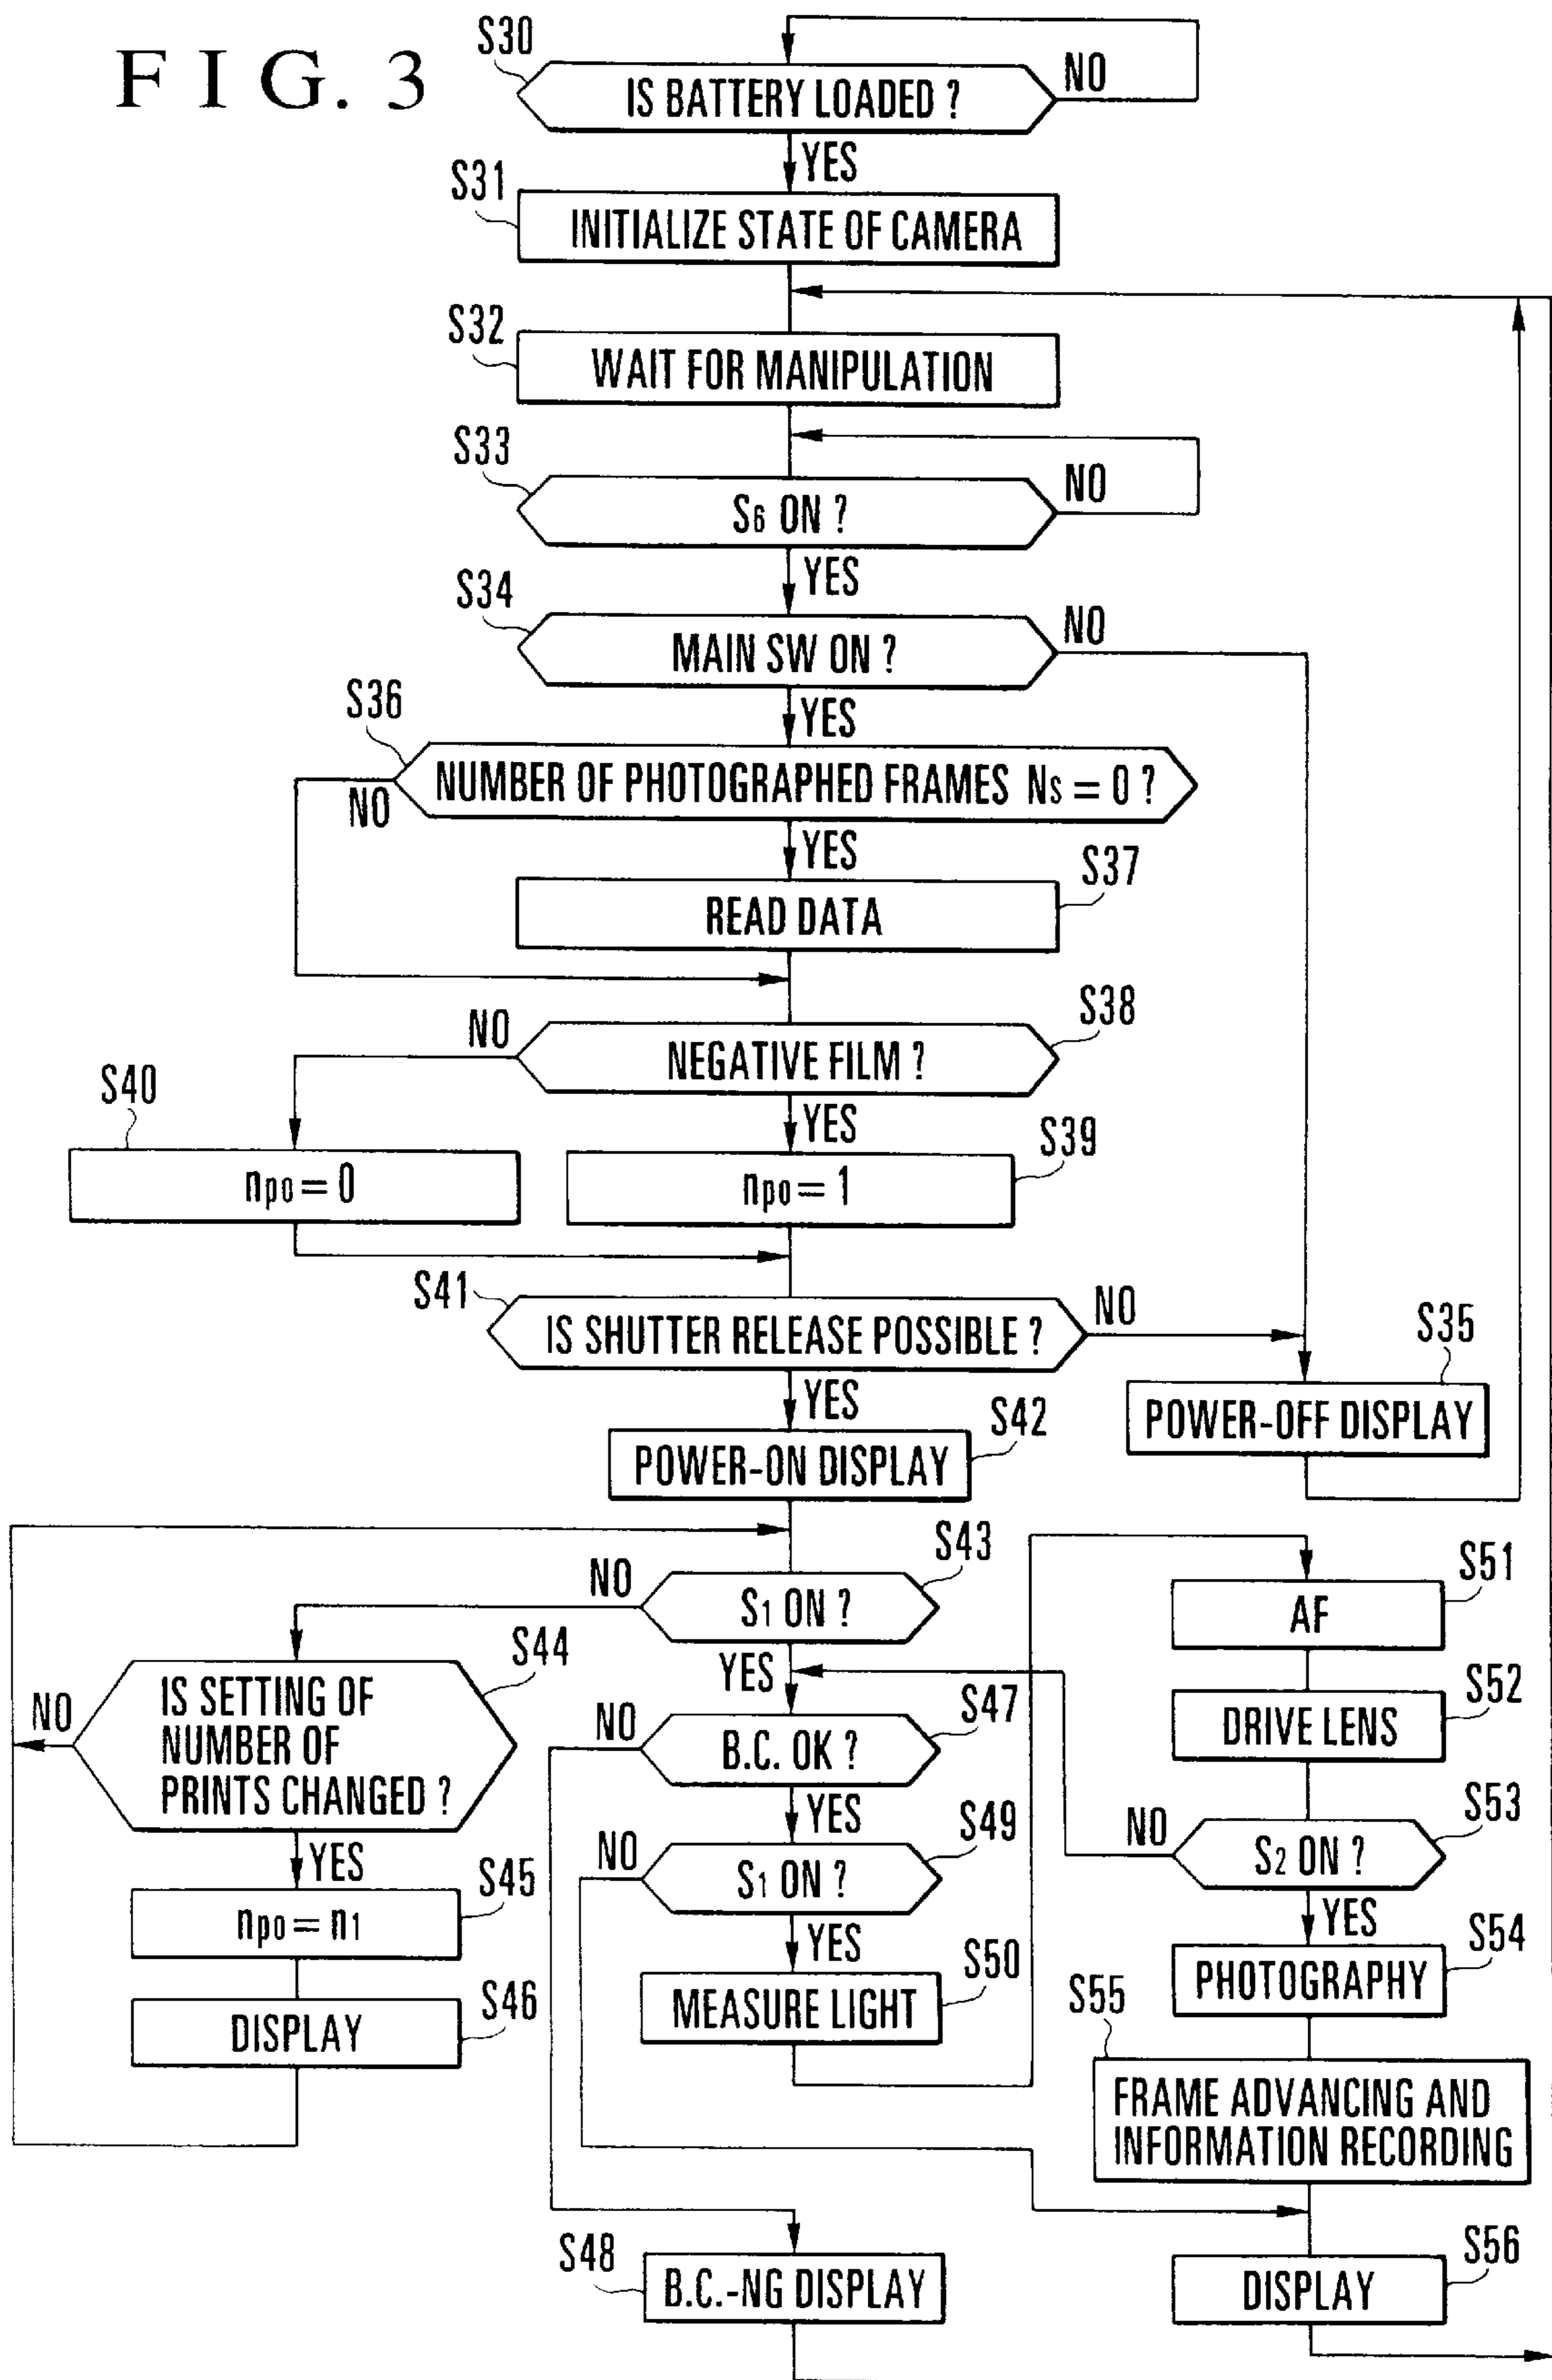 FIG. 3
S30
IS BATTERY LOADED ?
NO
YES
S31
INITIALIZE STATE OF CAMERA
S32
WAIT FOR MANIPULATION
S33
S6 ON ?
NO
YES
S34
MAIN SW ON ?
NO
YES
S36
NUMBER OF PHOTOGRAPHED FRAMES Ns = 0 ?
NO
YES
S37
READ DATA
S38
NO
NEGATIVE FILM ?
YES
S40
npo = 0
S39
npo = 1
S41
IS SHUTTER RELEASE POSSIBLE ?
NO
YES
S35
POWER-OFF DISPLAY
S42
POWER-ON DISPLAY
S43
NO
S1 ON ?
YES
S44
NO
IS SETTING OF
NUMBER OF
PRINTS CHANGED ?
YES
S45
npo = n1
S46
DISPLAY
S47
NO
B.C. OK ?
YES
S49
NO
S1 ON ?
YES
S50
MEASURE LIGHT
S48
B.C.-NG DISPLAY
S51
AF
S52
DRIVE LENS
S53
NO
S2 ON ?
YES
S54
PHOTOGRAPHY
S55
FRAME ADVANCING AND
INFORMATION RECORDING
S56
DISPLAY